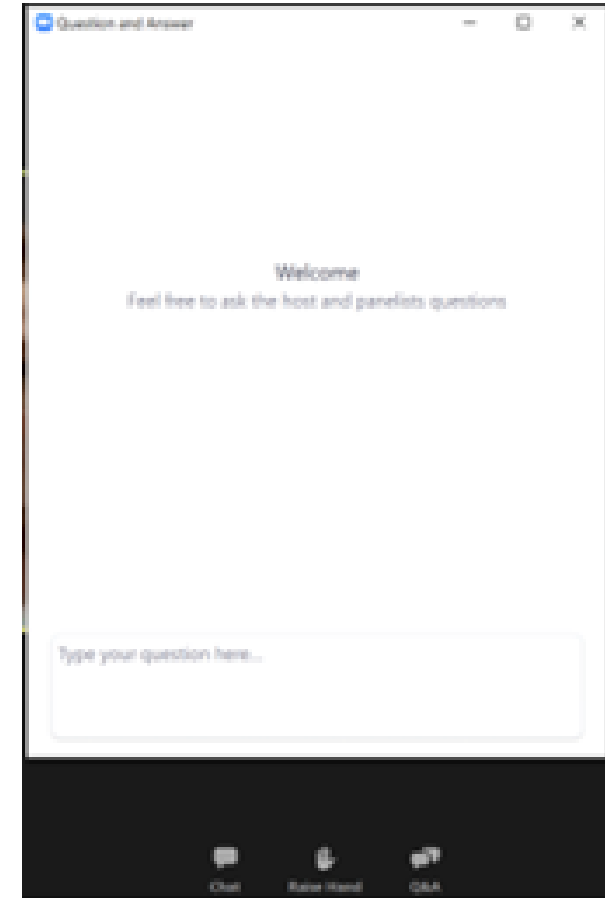 Question and Answer
Welcome
Feel free to ask the host and panelists questions
Type your question here...
Chat
Raise Hand
Q&A